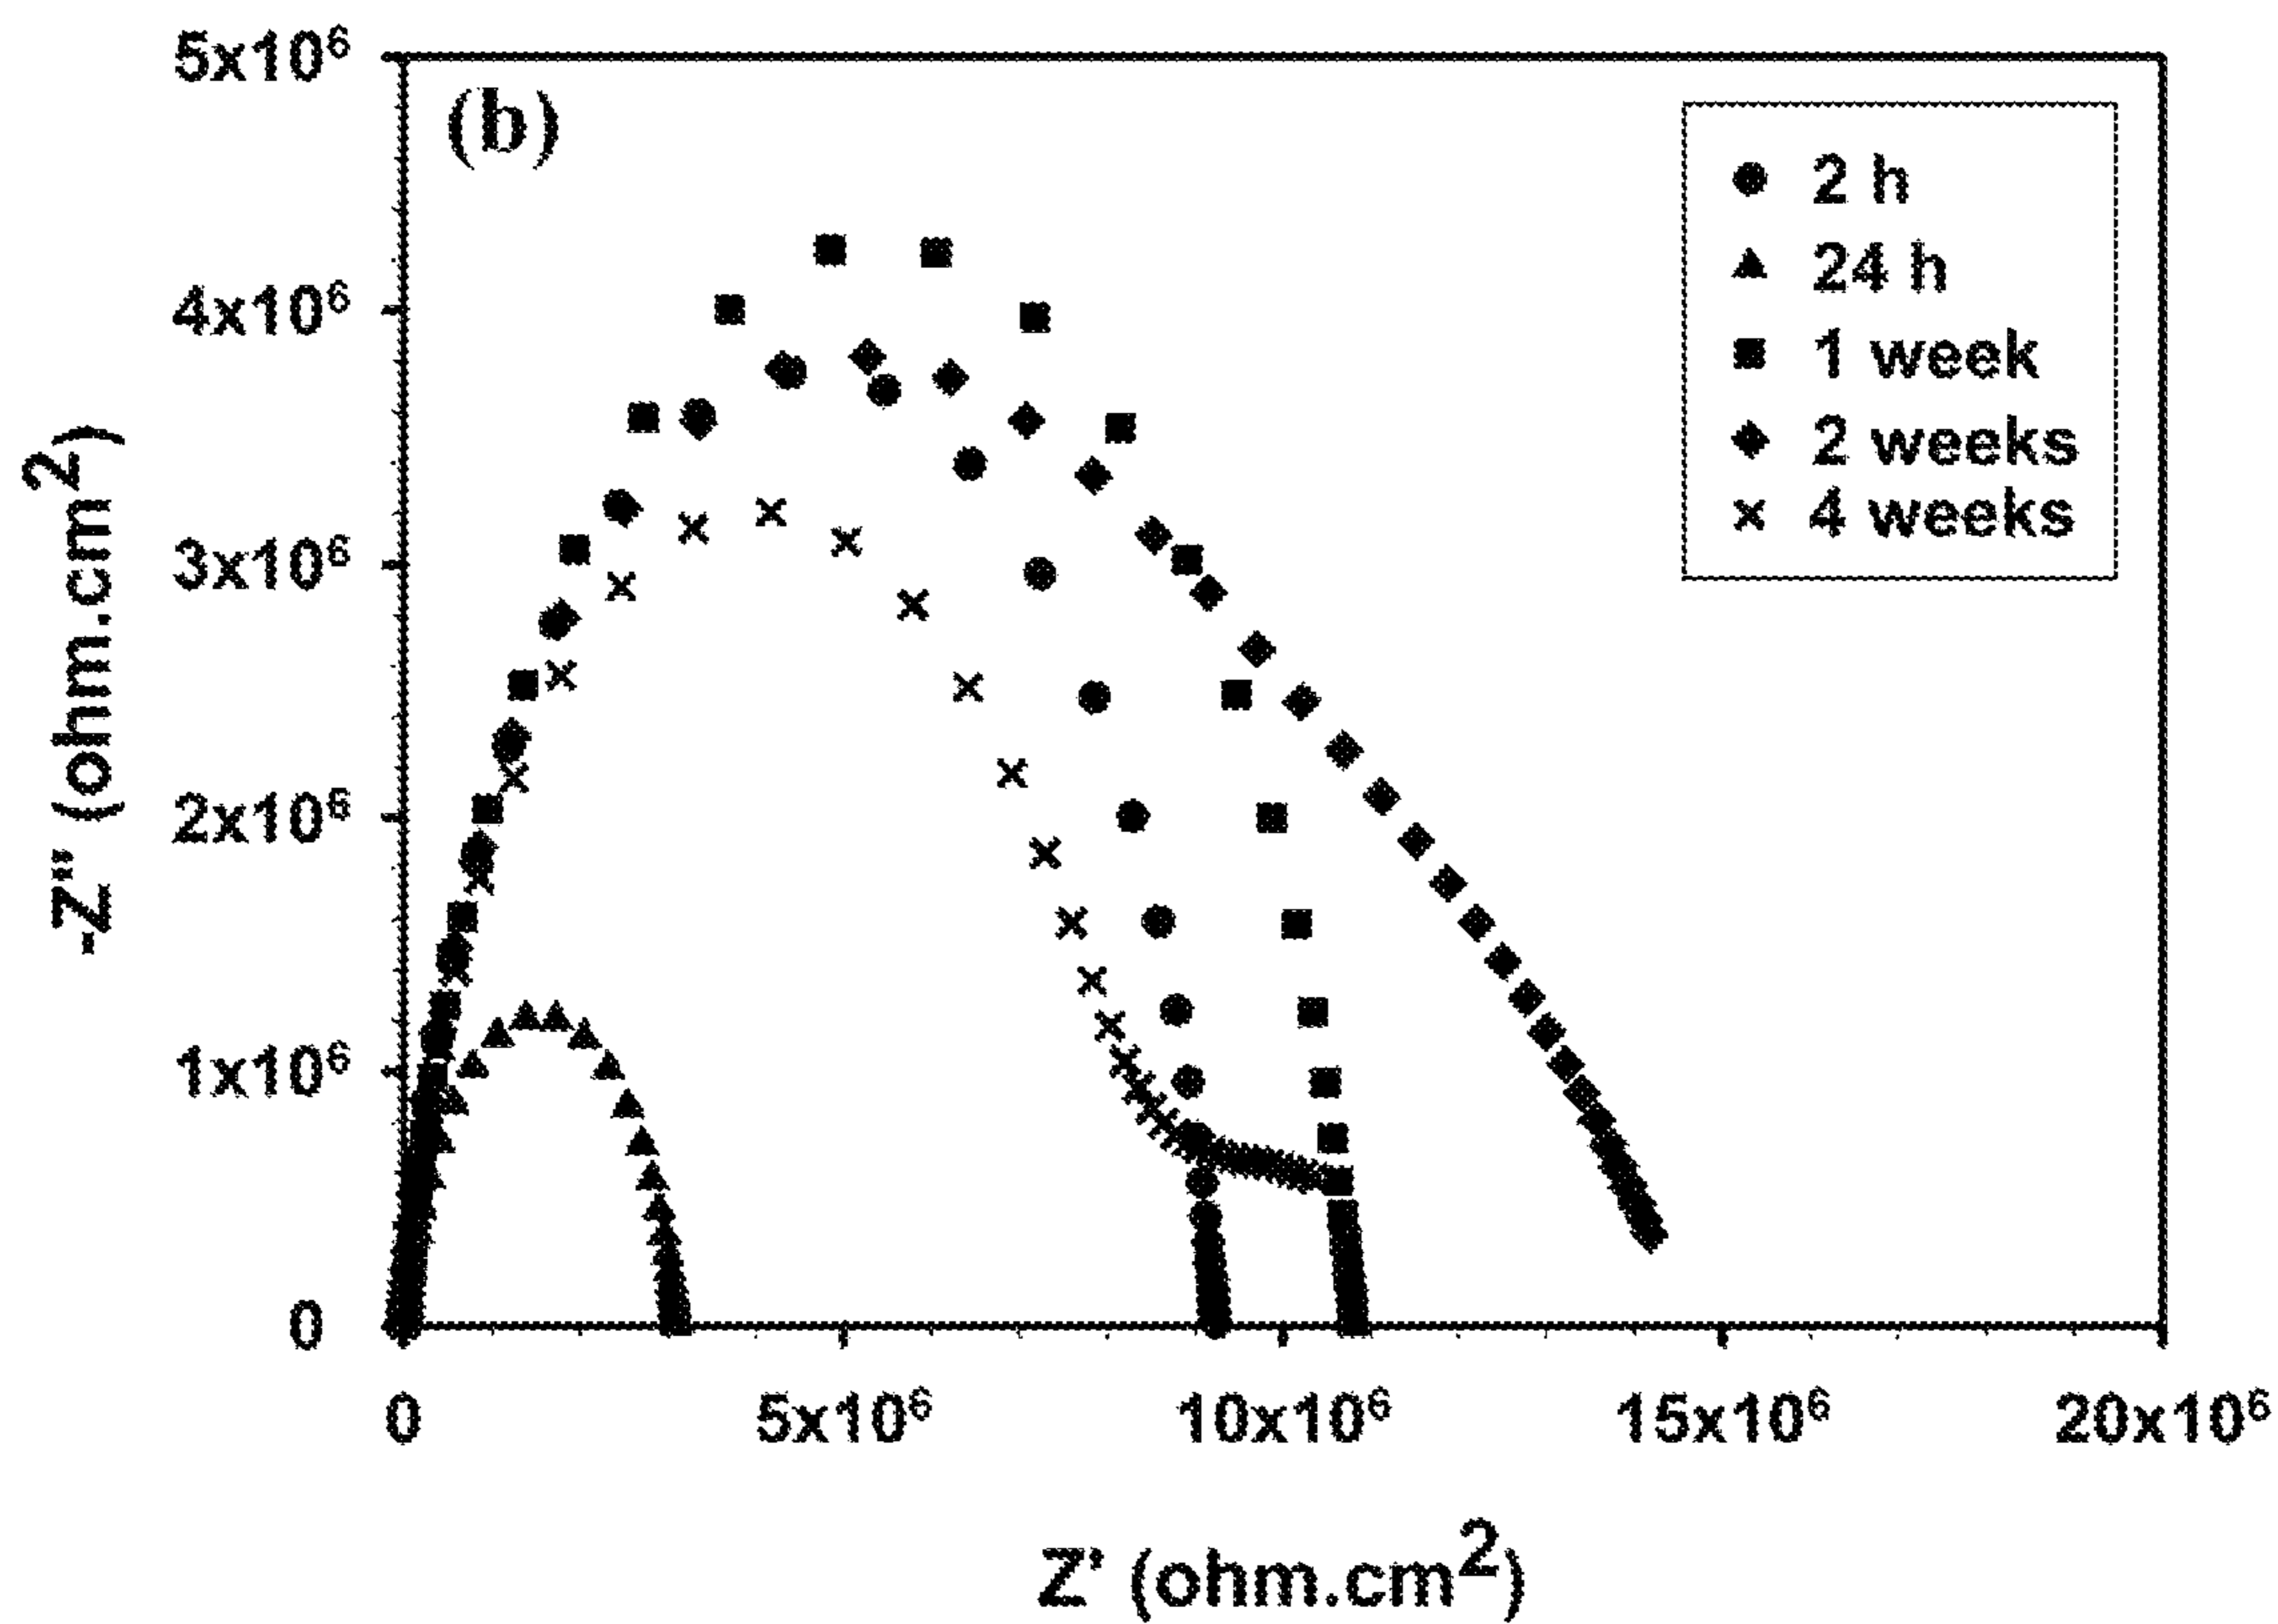 (b)
5x10⁶
4x10⁶
3x10⁶
2x10⁶
1x10⁶
0
-Z" (ohm.cm²)
2 h
24 h
1 week
2 weeks
4 weeks
0 5x10⁶ 10x10⁶ 15x10⁶ 20x10⁶
Z' (ohm.cm²)